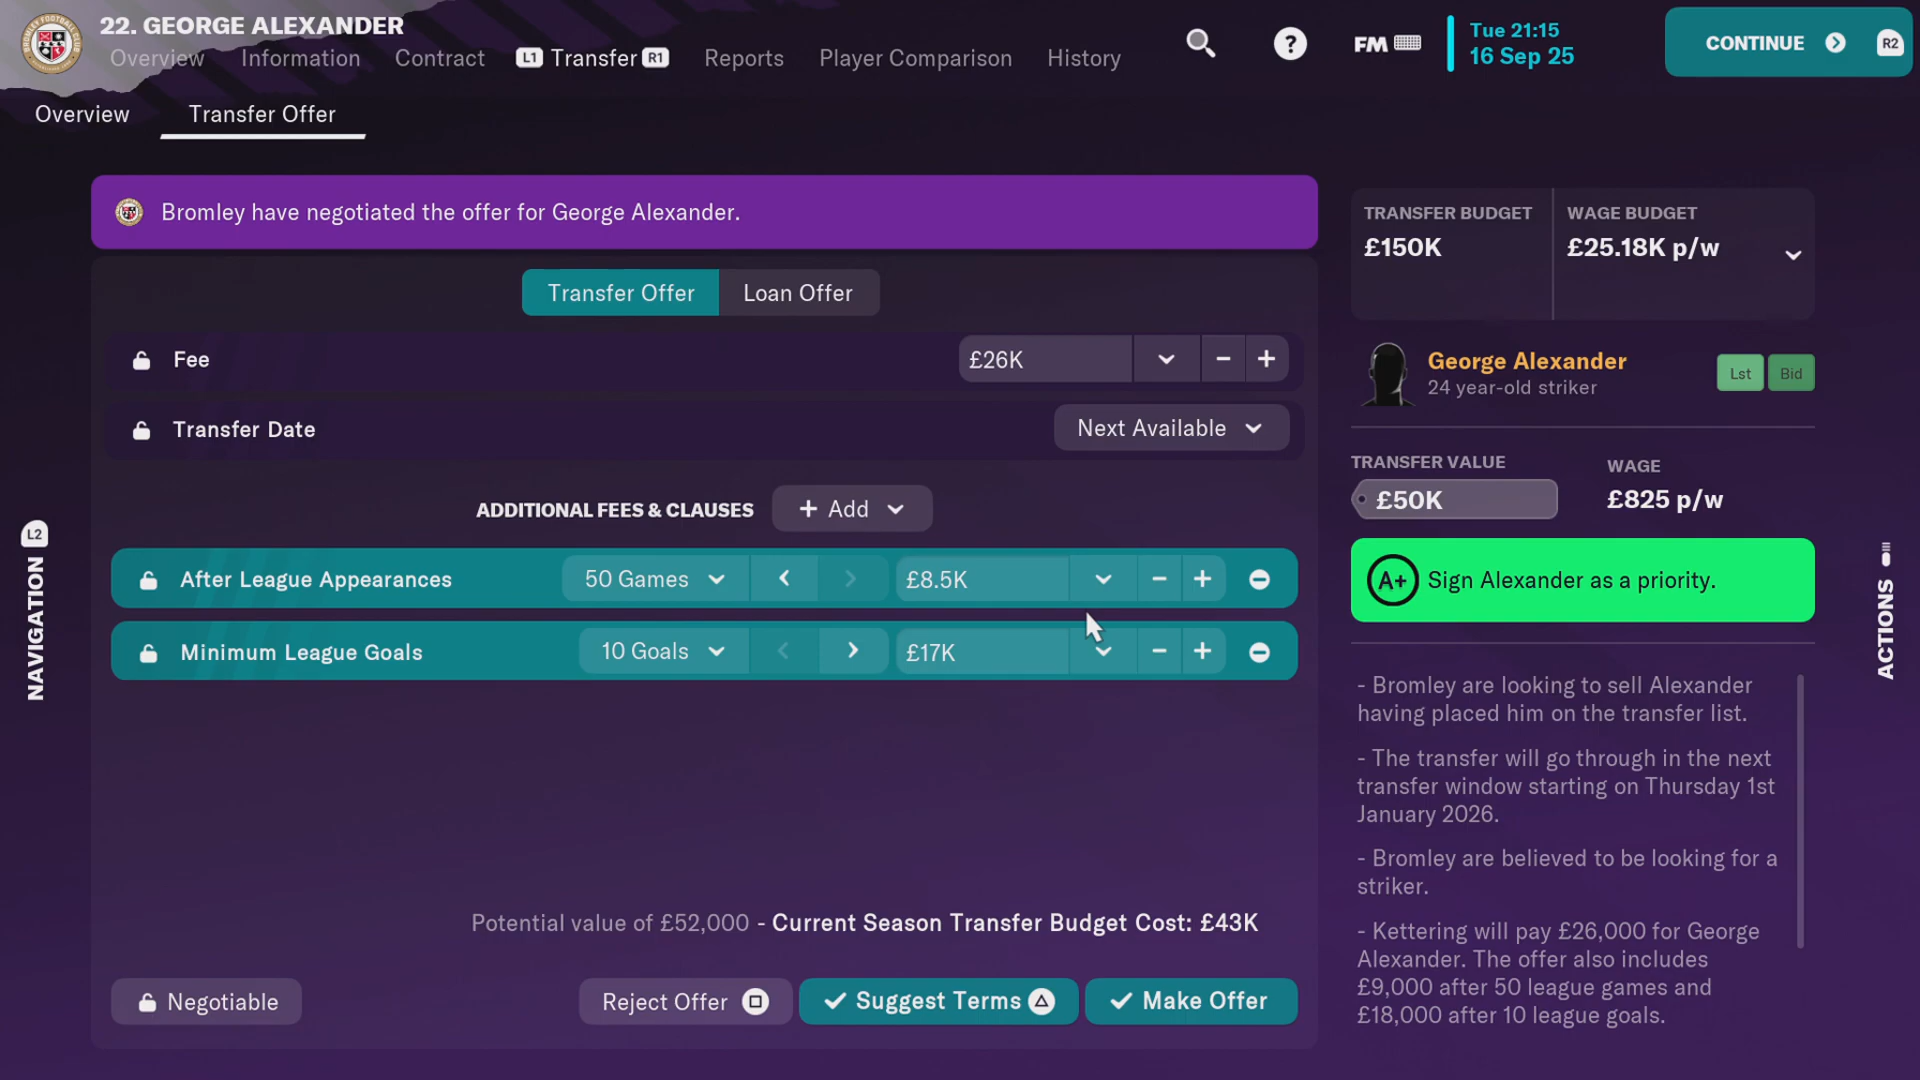 22. GEORGE ALEXANDER
Overview Information Contract L1 Transfer R1 Reports Player Comparison History
? FM Tue 21:15
16 Sep 25
CONTINUE R2
Overview Transfer Offer
Bromley have negotiated the offer for George Alexander.
Transfer Offer Loan Offer
Fee £26K
Transfer Date Next Available
ADDITIONAL FEES & CLAUSES + Add
After League Appearances 50 Games £8.5K
Minimum League Goals 10 Goals £17K
Potential value of £52,000 - Current Season Transfer Budget Cost: £43K
Negotiable Reject Offer Suggest Terms Make Offer
TRANSFER BUDGET WAGE BUDGET
£150K £25.18K p/w
George Alexander
24 year-old striker
Lst Bid
TRANSFER VALUE WAGE
£50K £825 p/w
A+ Sign Alexander as a priority.
- Bromley are looking to sell Alexander
having placed him on the transfer list.
- The transfer will go through in the next
transfer window starting on Thursday 1st
January 2026.
- Bromley are believed to be looking for a
striker.
- Kettering will pay £26,000 for George
Alexander. The offer also includes
£9,000 after 50 league games and
£18,000 after 10 league goals.
L2
NAVIGATION
ACTIONS